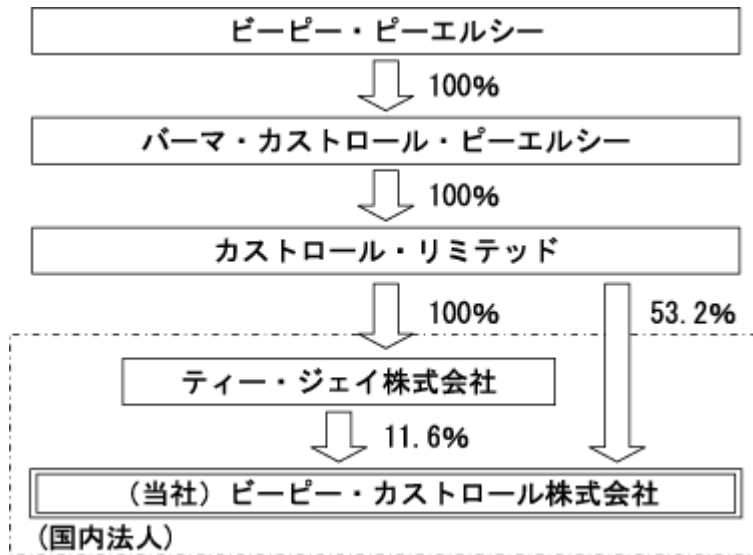 ビーピー・ピーエルシー
100%
バーマ・カストロール・ピーエルシー
100%
カストロール・リミテッド
100%
53.2%
ティー・ジェイ株式会社
11.6%
(当社)ビーピー・カストロール株式会社
(国内法人)